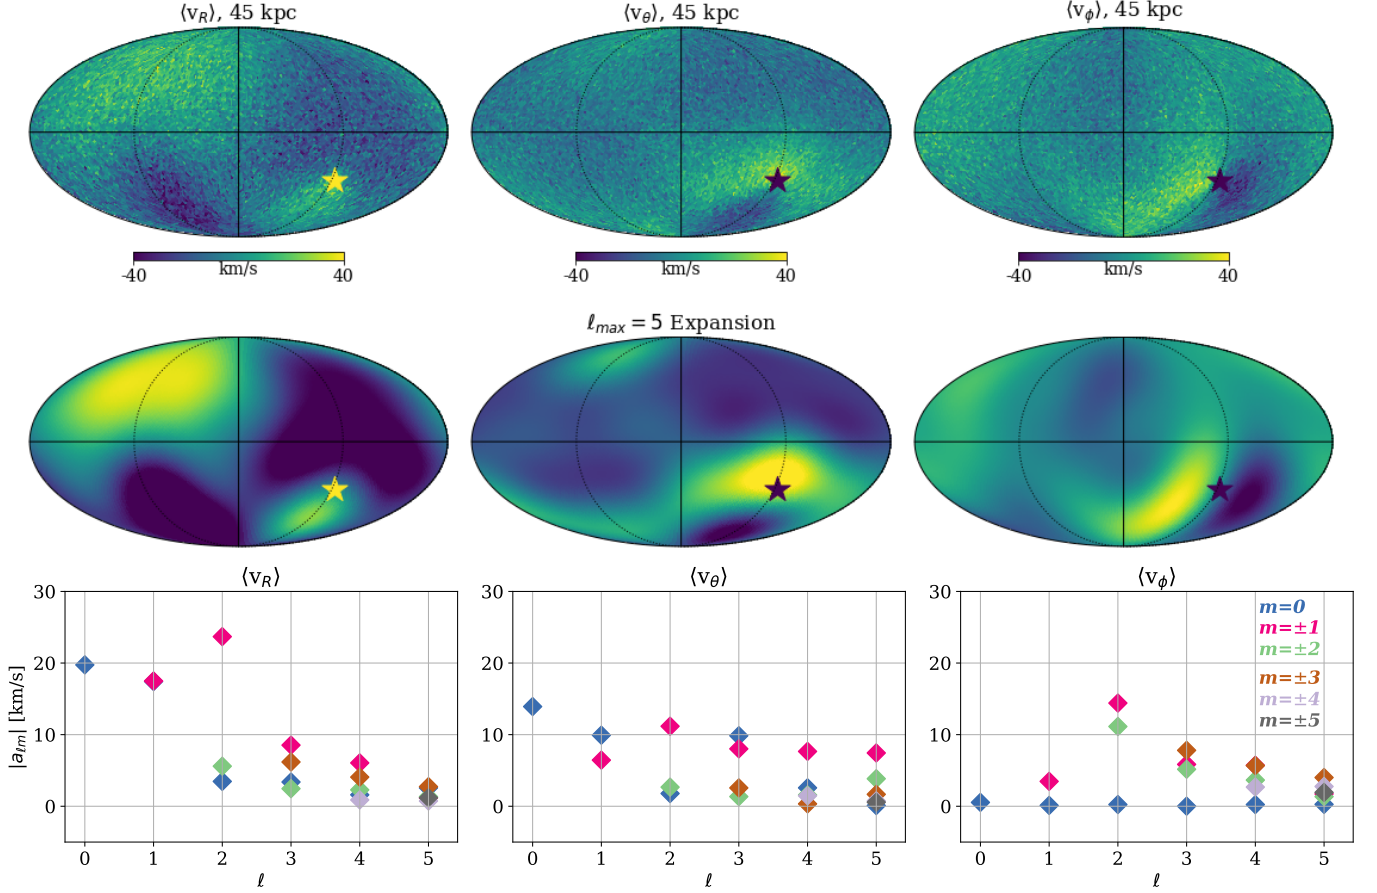 ⟨v_R⟩, 45 kpc
⟨v_θ⟩, 45 kpc
⟨v_ϕ⟩, 45 kpc
-40 km/s 40
-40 km/s 40
-40 km/s 40
ℓ_max = 5 Expansion
⟨v_R⟩
⟨v_θ⟩
⟨v_ϕ⟩
|a_ℓm| [km/s]
30
20
10
0
0 1 2 3 4 5
ℓ
30
20
10
0
0 1 2 3 4 5
ℓ
30
20
10
0
0 1 2 3 4 5
ℓ
m=0
m=±1
m=±2
m=±3
m=±4
m=±5